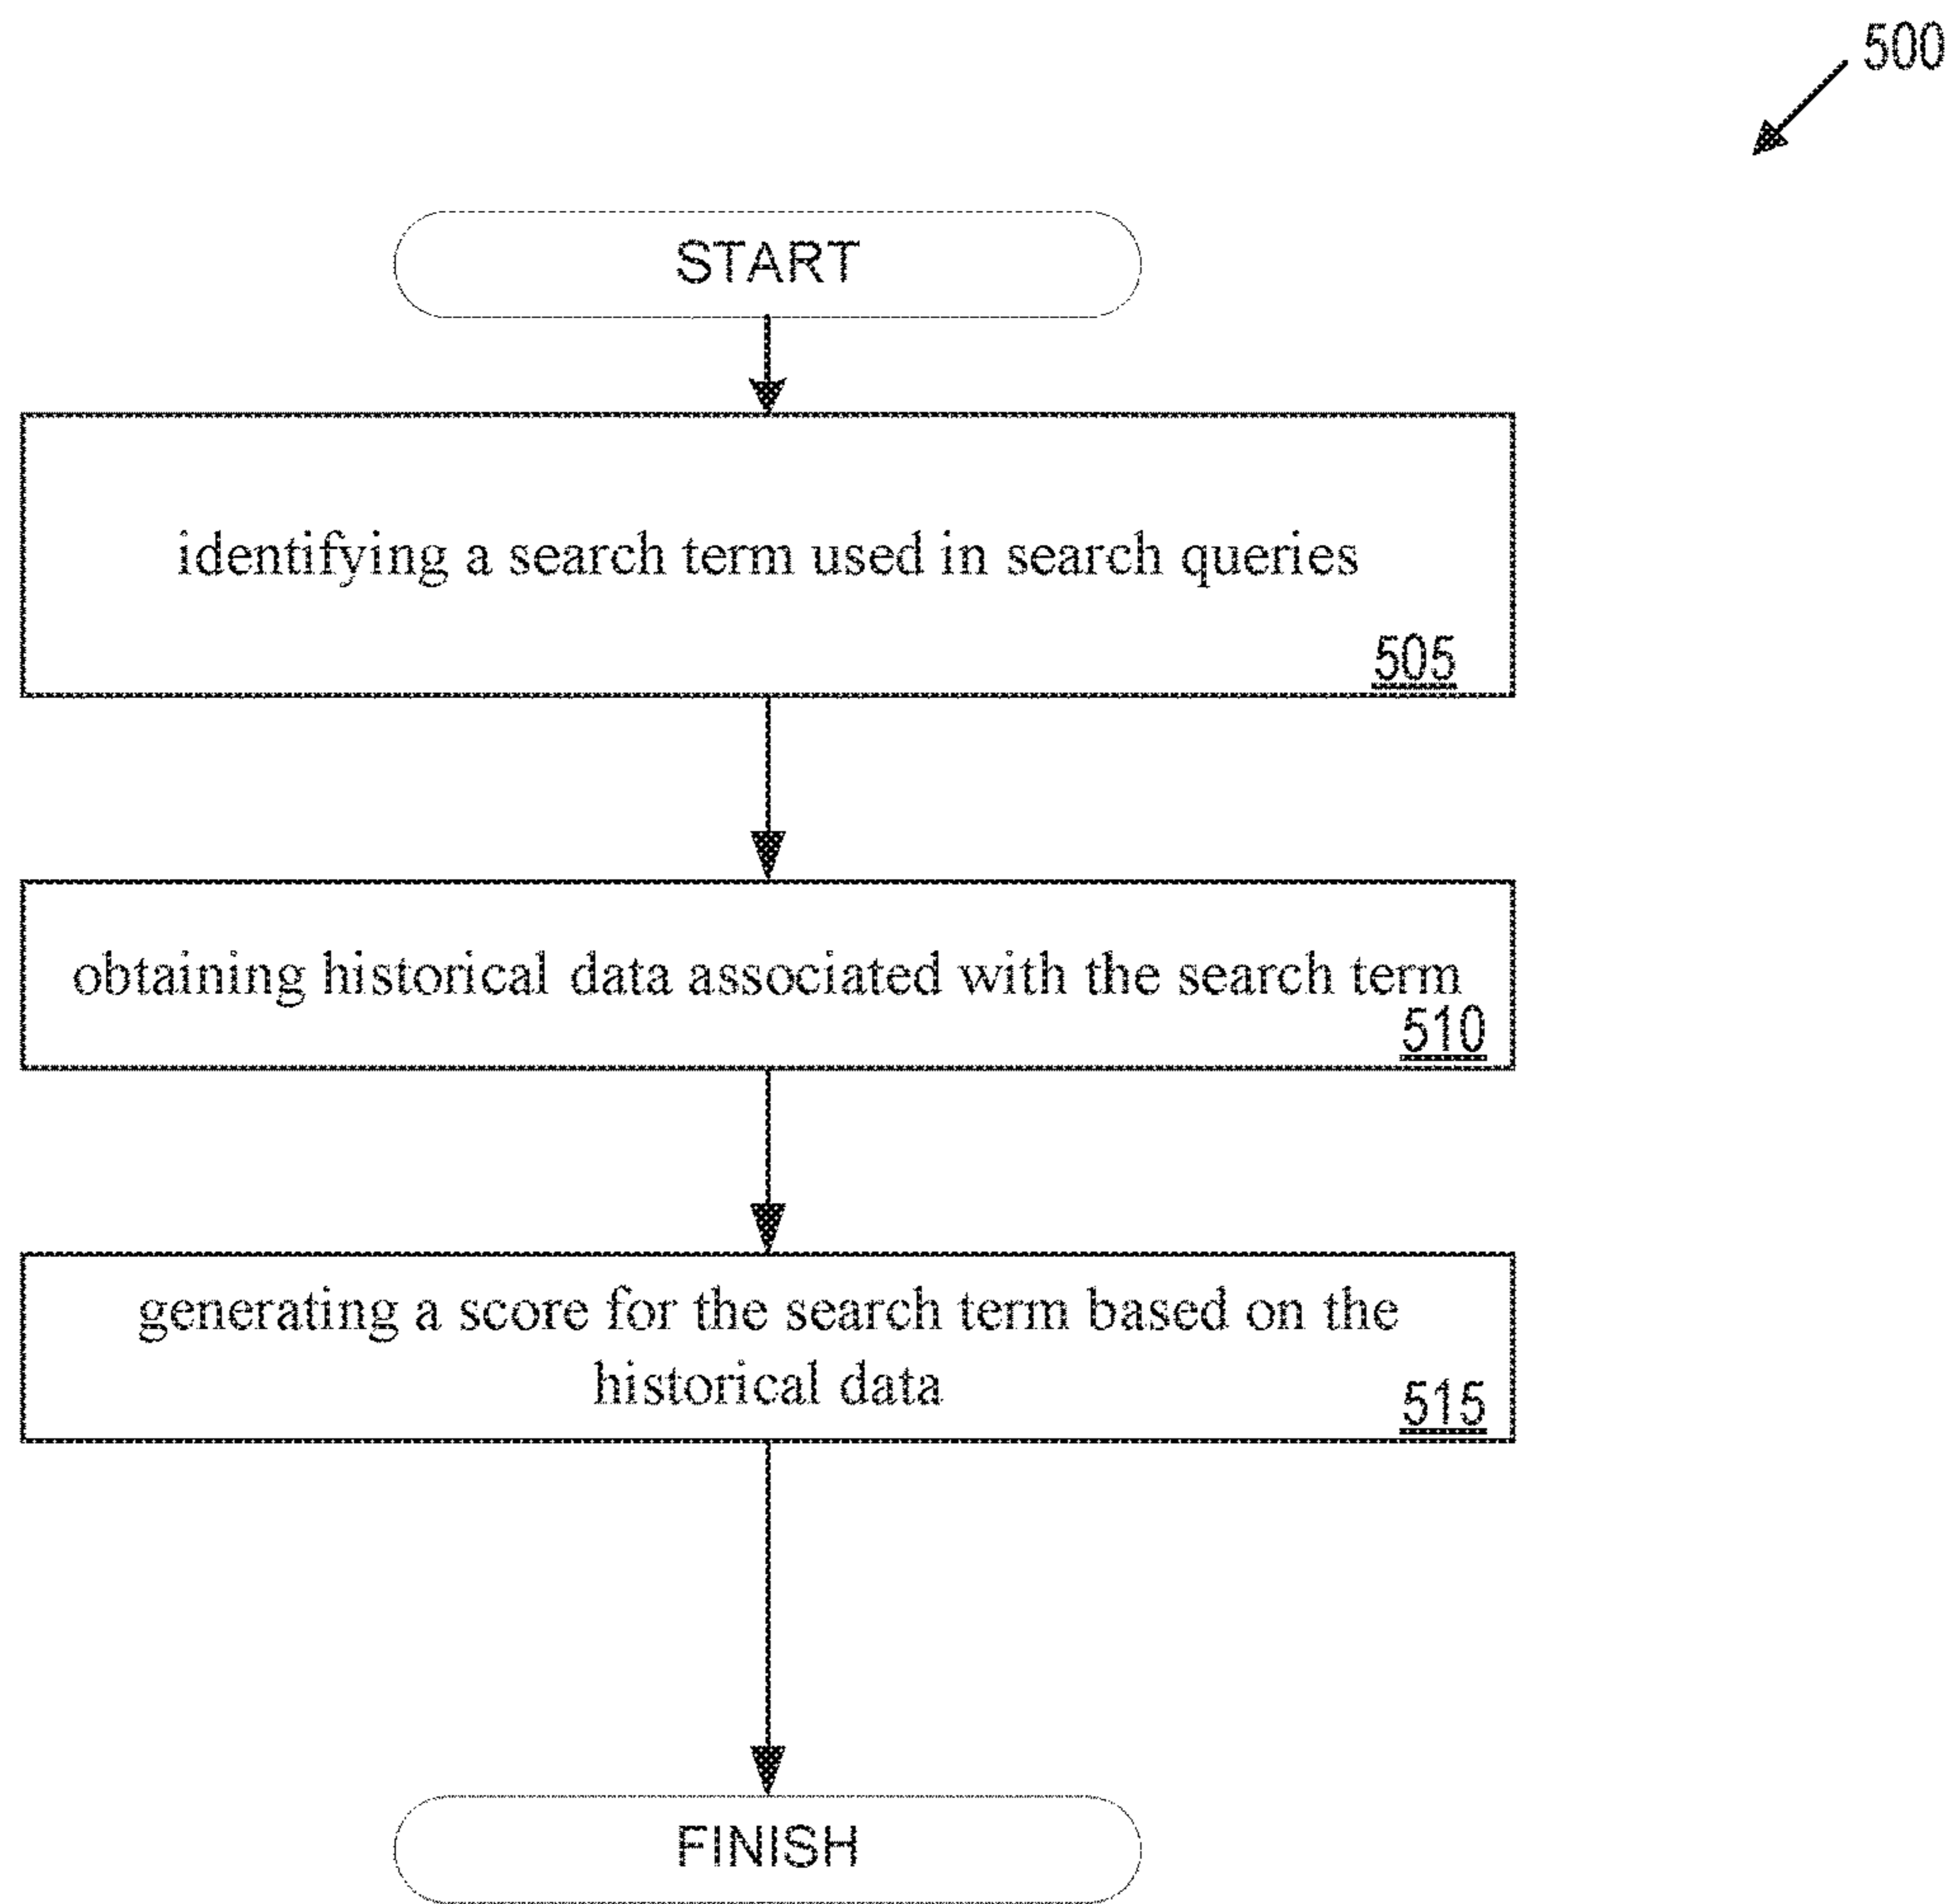 500
START
identifying a search term used in search queries
505
obtaining historical data associated with the search term
510
generating a score for the search term based on the
historical data
515
FINISH